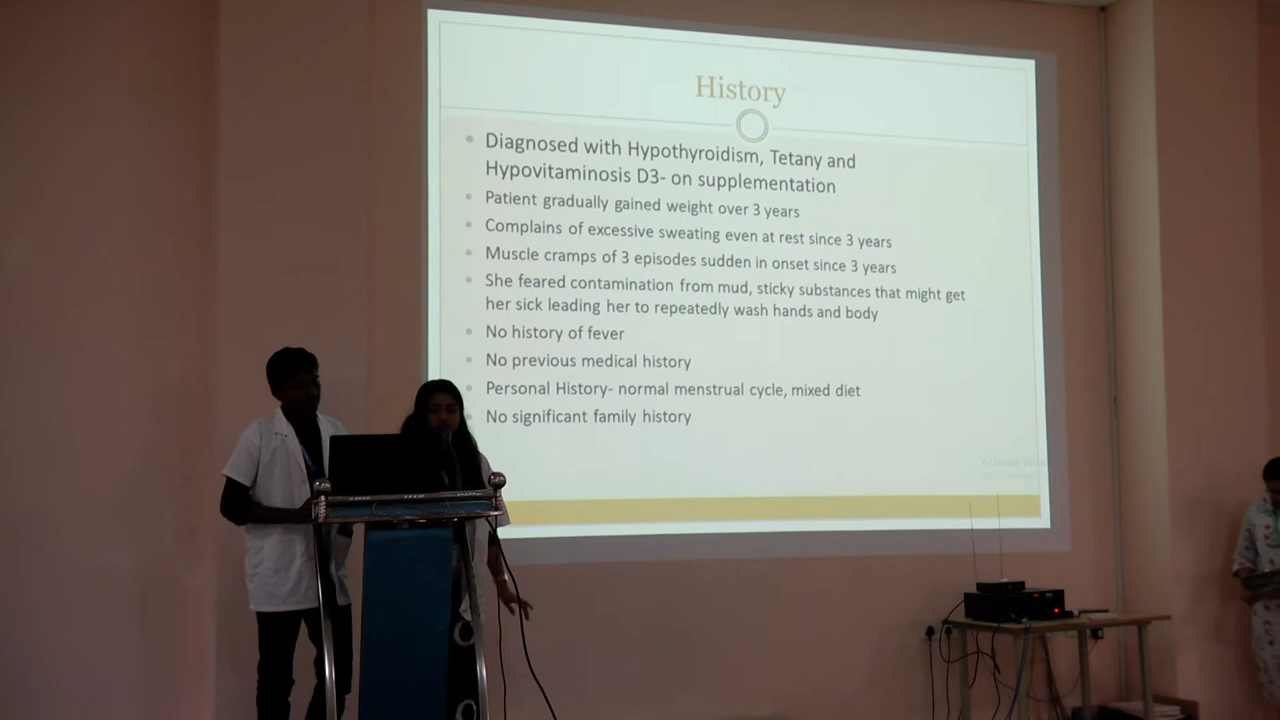 History
Diagnosed with Hypothyroidism, Tetany and
Hypovitaminosis D3- on supplementation
Patient gradually gained weight over 3 years
Complains of excessive sweating even at rest since 3 years
Muscle cramps of 3 episodes sudden in onset since 3 years
She feared contamination from mud, sticky substances that might get
her sick leading her to repeatedly wash hands and body
No history of fever
No previous medical history
Personal History- normal menstrual cycle, mixed diet
No significant family history